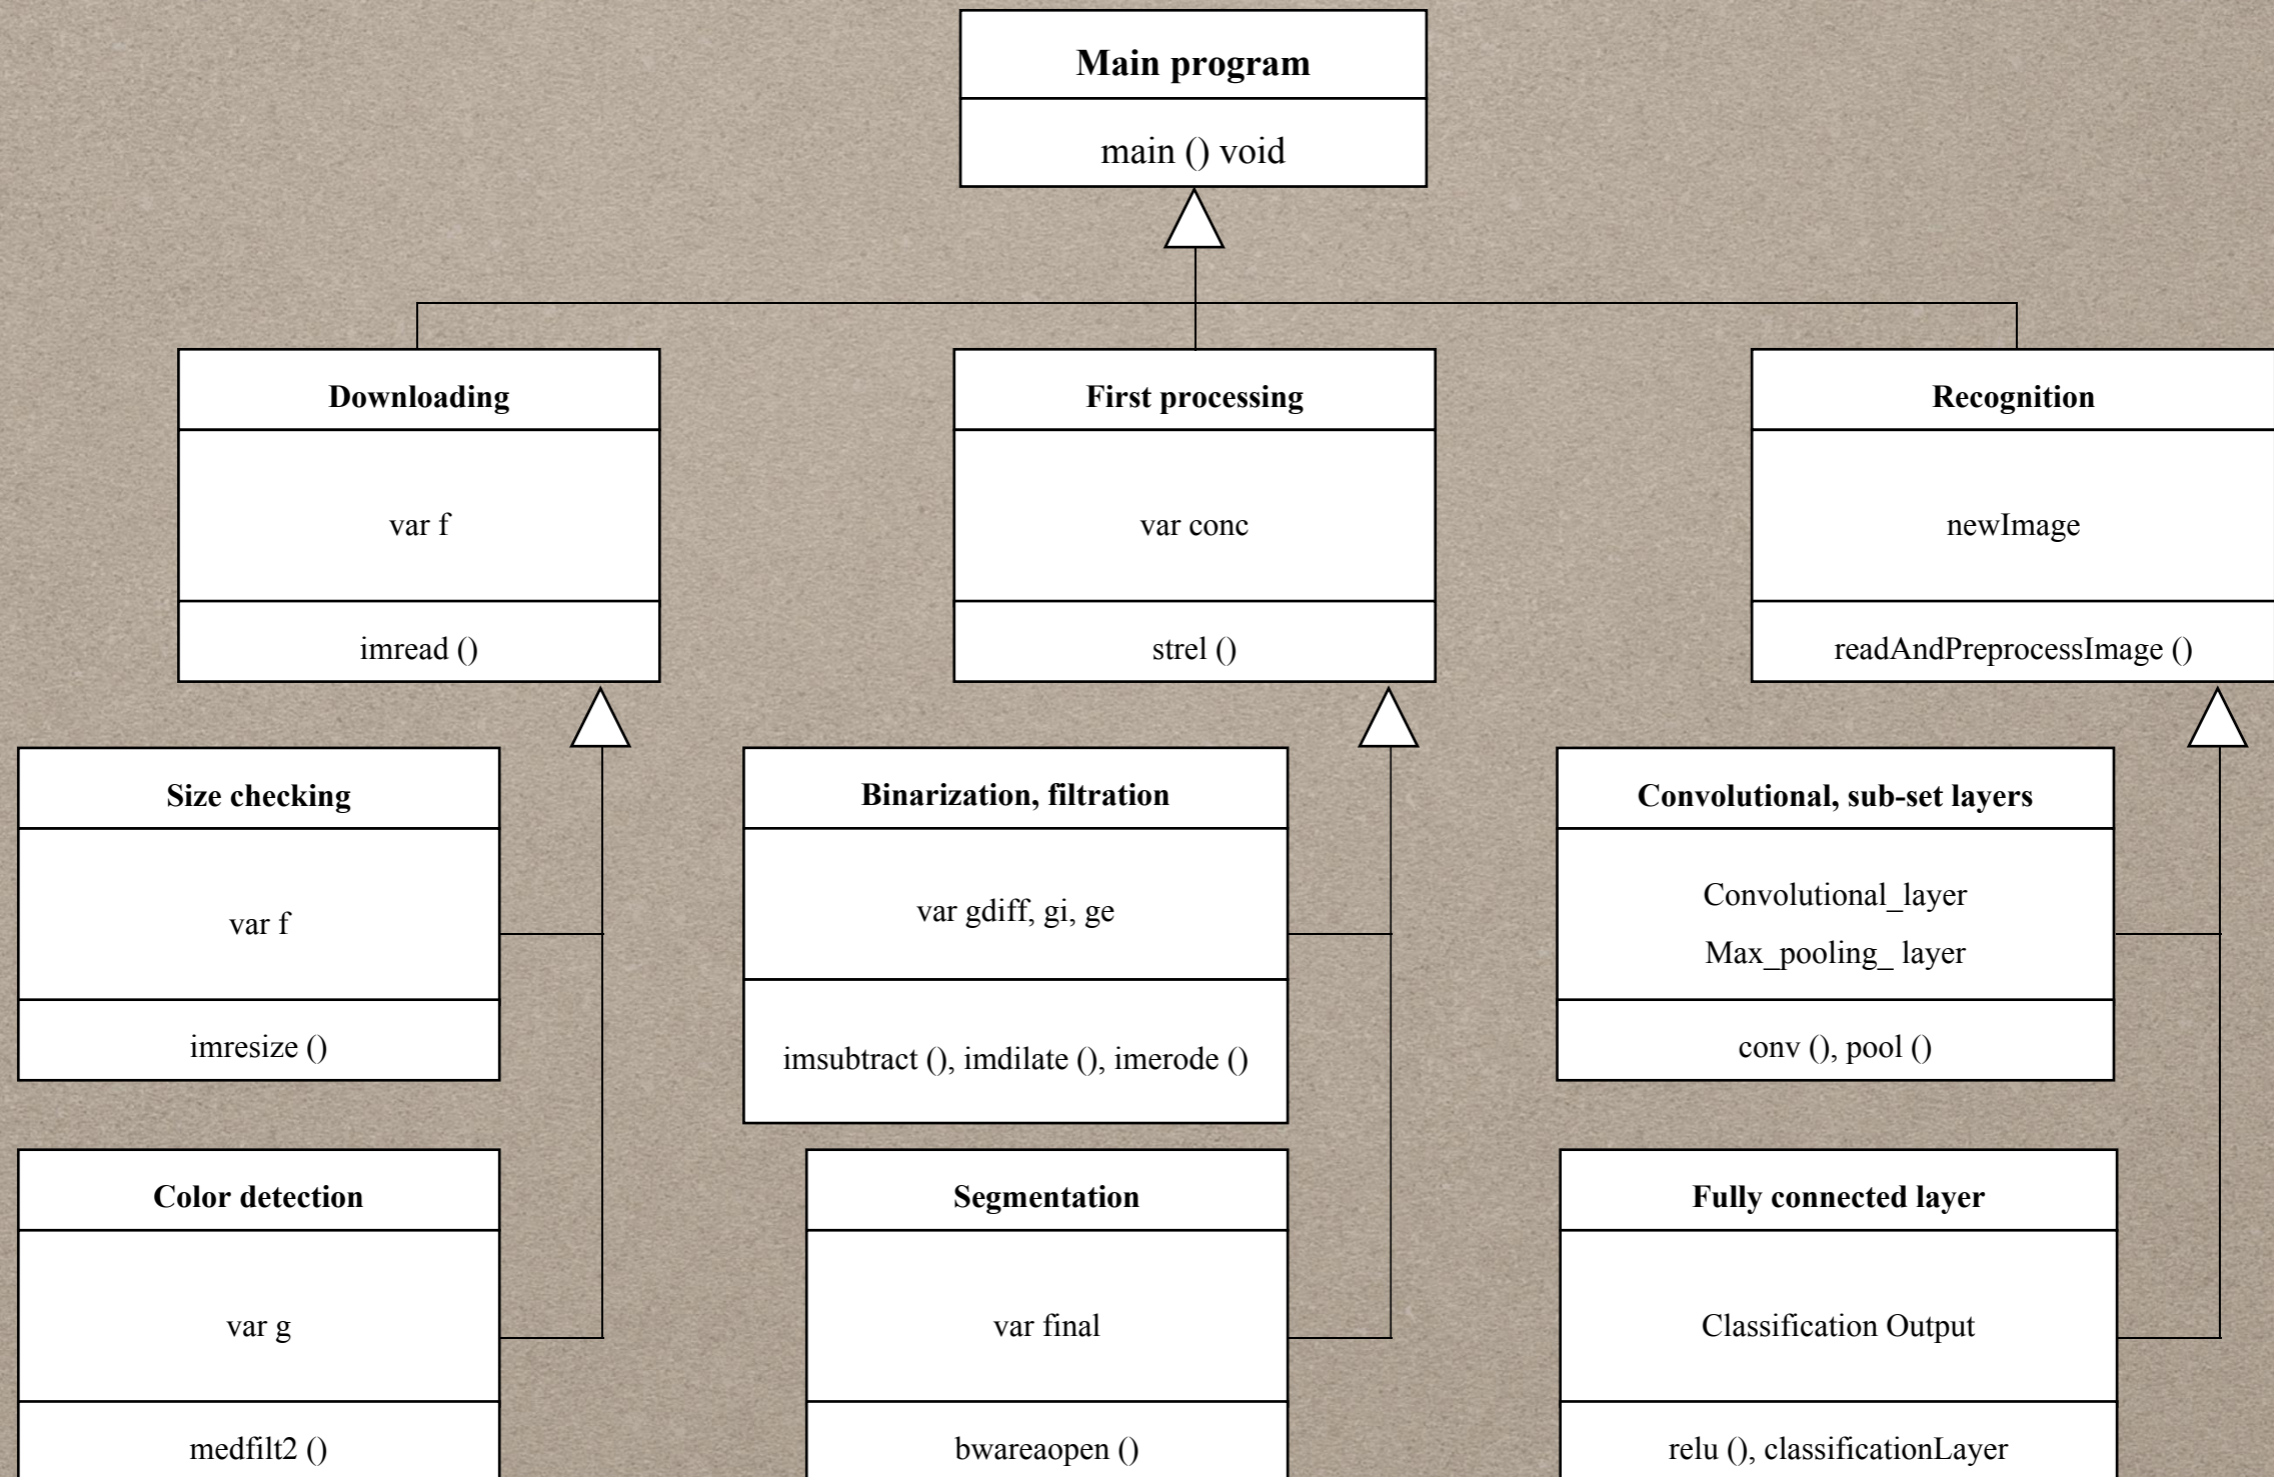 Main program
main () void
Downloading
var f
imread ()
First processing
var conc
strel ()
Recognition
newImage
readAndPreprocessImage ()
Size checking
var f
imresize ()
Binarization, filtration
var gdiff, gi, ge
imsubtract (), imdilate (), imerode ()
Convolutional, sub-set layers
Convolutional_layer
Max_pooling_ layer
conv (), pool ()
Color detection
var g
medfilt2 ()
Segmentation
var final
bwareaopen ()
Fully connected layer
Classification Output
relu (), classificationLayer